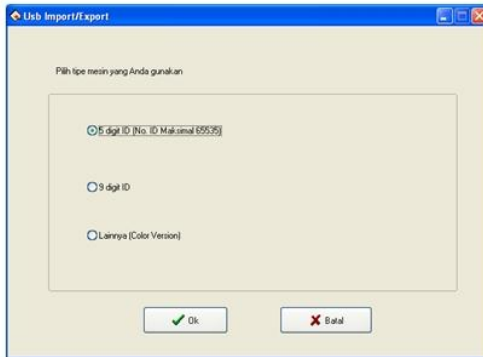 Usb Import/Export
Pilih tipe mesin yang Anda gunakan
5 digit ID (No. ID Maksimal 65535)
9 digit ID
Lainnya (Color Version)
Ok
Batal